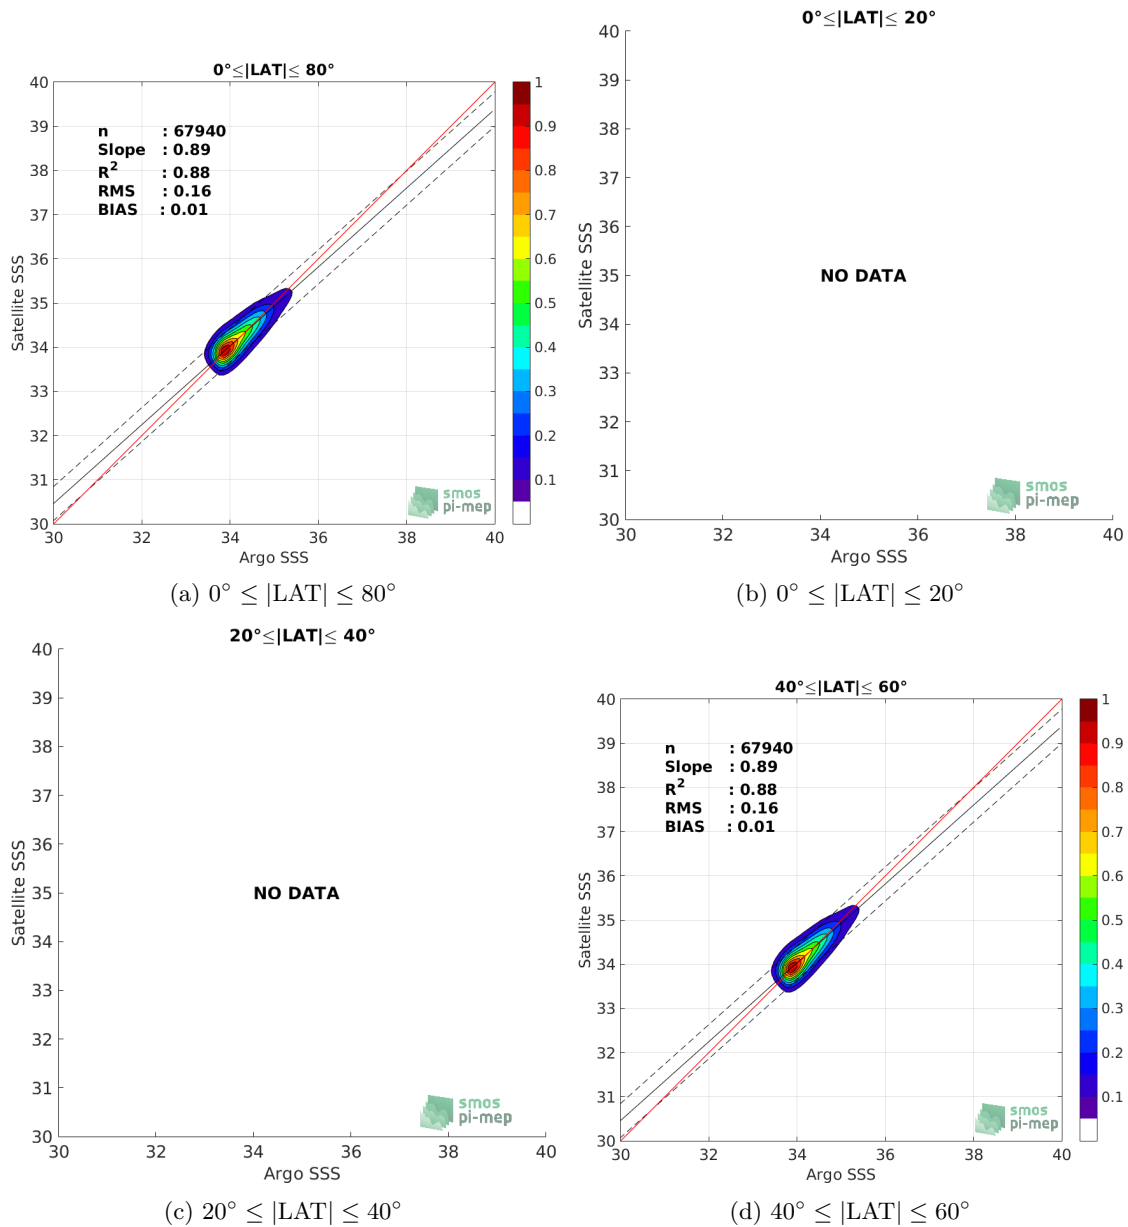 0°≤|LAT|≤ 80°
40
39
38
37
36
35
34
33
32
31
30
Satellite SSS
n : 67940
Slope : 0.89
R² : 0.88
RMS : 0.16
BIAS : 0.01
smos
pi-mep
30 32 34 36 38 40
Argo SSS
1
0.9
0.8
0.7
0.6
0.5
0.4
0.3
0.2
0.1
(a) 0° ≤ |LAT| ≤ 80°
0°≤|LAT|≤ 20°
40
39
38
37
36
35
34
33
32
31
30
Satellite SSS
NO DATA
smos
pi-mep
30 32 34 36 38 40
Argo SSS
(b) 0° ≤ |LAT| ≤ 20°
20°≤|LAT|≤ 40°
40
39
38
37
36
35
34
33
32
31
30
Satellite SSS
NO DATA
smos
pi-mep
30 32 34 36 38 40
Argo SSS
(c) 20° ≤ |LAT| ≤ 40°
40°≤|LAT|≤ 60°
40
39
38
37
36
35
34
33
32
31
30
Satellite SSS
n : 67940
Slope : 0.89
R² : 0.88
RMS : 0.16
BIAS : 0.01
smos
pi-mep
30 32 34 36 38 40
Argo SSS
1
0.9
0.8
0.7
0.6
0.5
0.4
0.3
0.2
0.1
(d) 40° ≤ |LAT| ≤ 60°